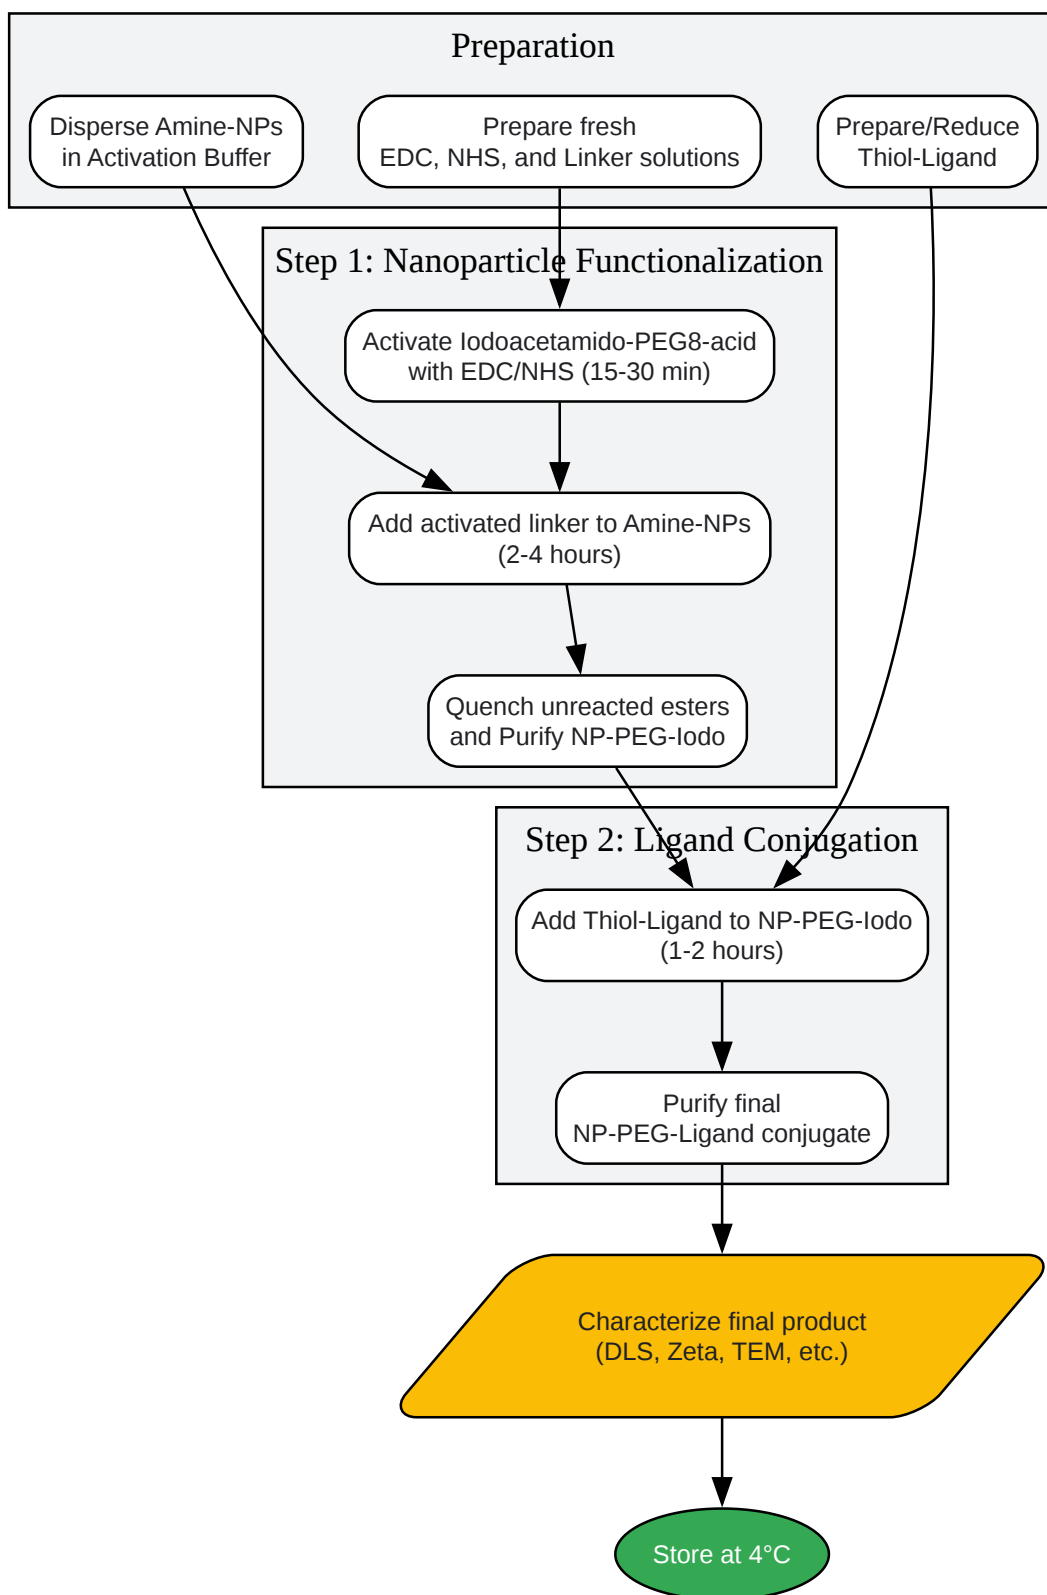 Preparation
Disperse Amine-NPs
in Activation Buffer
Prepare fresh
EDC, NHS, and Linker solutions
Prepare/Reduce
Thiol-Ligand
Step 1: Nanoparticle Functionalization
Activate Iodoacetamido-PEG8-acid
with EDC/NHS (15-30 min)
Add activated linker to Amine-NPs
(2-4 hours)
Quench unreacted esters
and Purify NP-PEG-Iodo
Step 2: Ligand Conjugation
Add Thiol-Ligand to NP-PEG-Iodo
(1-2 hours)
Purify final
NP-PEG-Ligand conjugate
Characterize final product
(DLS, Zeta, TEM, etc.)
Store at 4°C